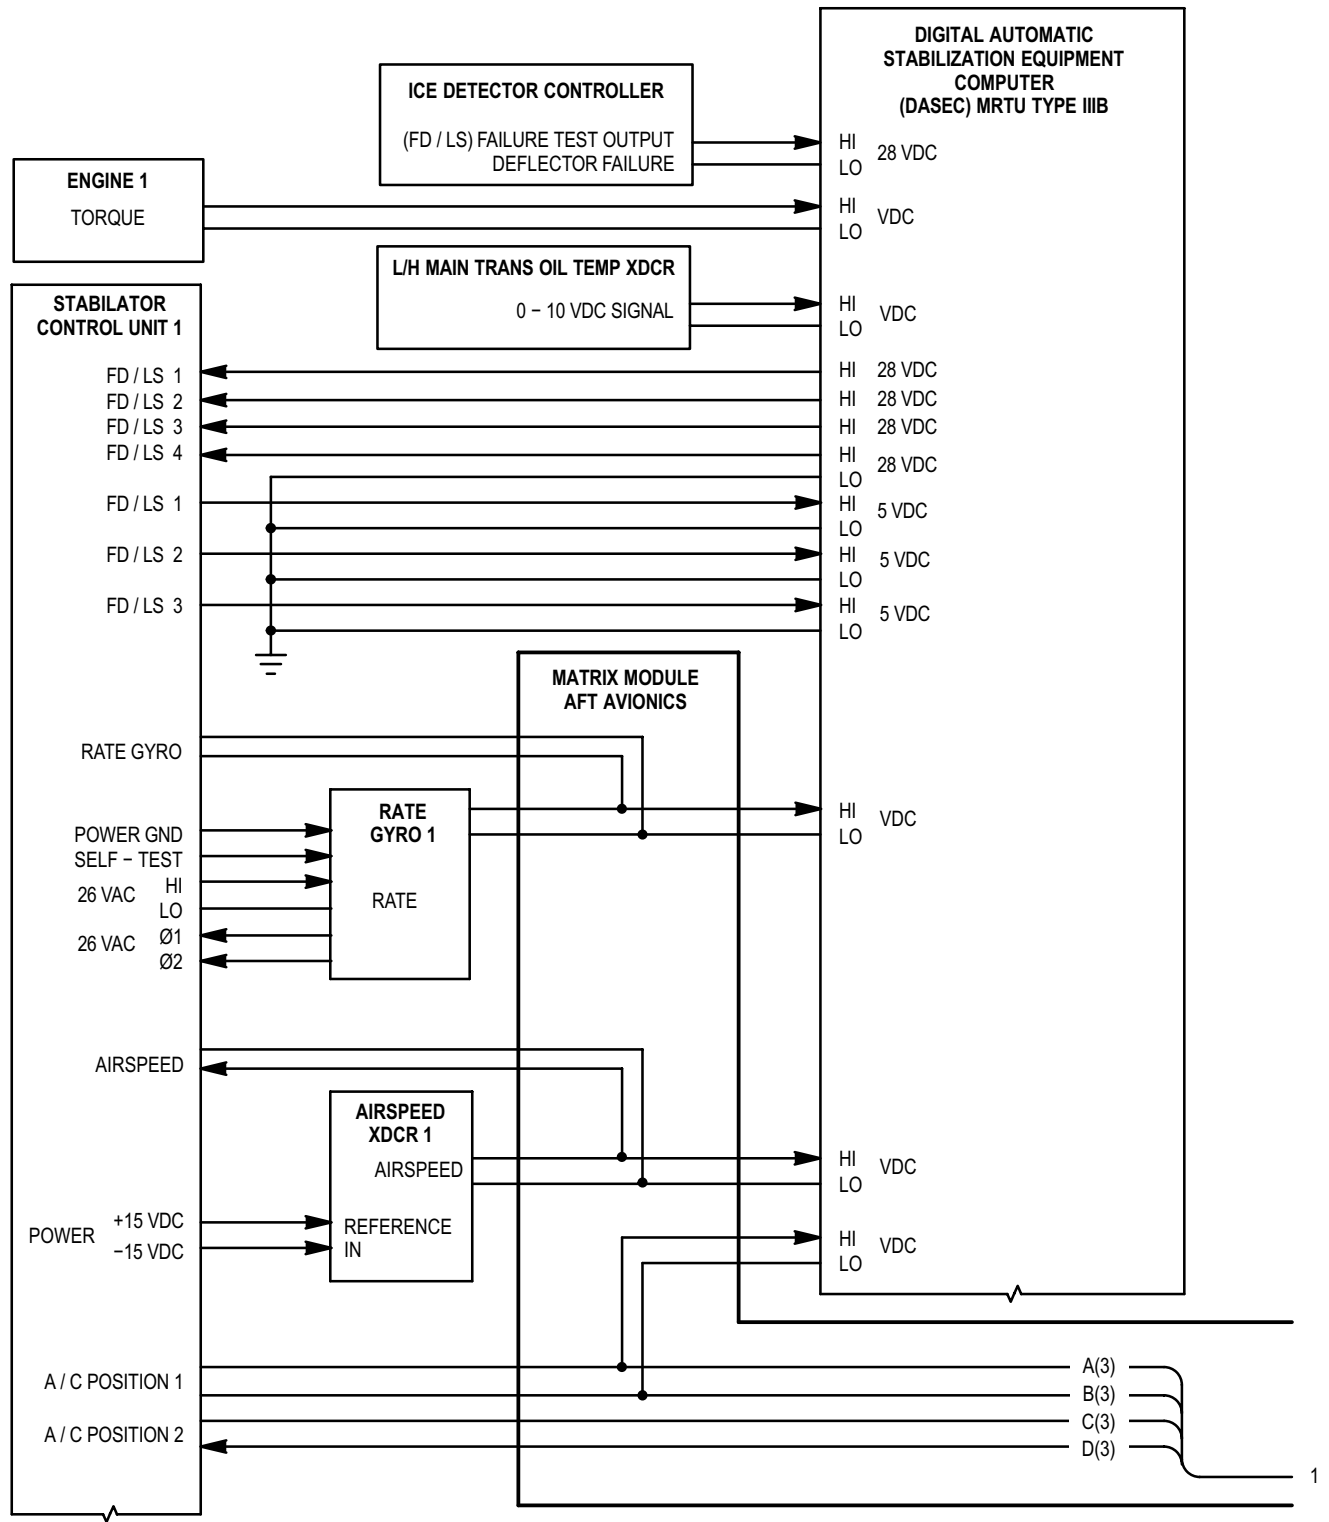 DIGITAL AUTOMATIC
STABILIZATION EQUIPMENT
COMPUTER
(DASEC) MRTU TYPE IIIB
ICE DETECTOR CONTROLLER
(FD / LS) FAILURE TEST OUTPUT
DEFLECTOR FAILURE
HI
LO
28 VDC
ENGINE 1
TORQUE
HI
LO
VDC
L/H MAIN TRANS OIL TEMP XDCR
0 − 10 VDC SIGNAL
HI
LO
VDC
STABILATOR
CONTROL UNIT 1
FD / LS 1
HI 28 VDC
FD / LS 2
HI 28 VDC
FD / LS 3
HI 28 VDC
FD / LS 4
HI
LO
28 VDC
FD / LS 1
HI
LO
5 VDC
FD / LS 2
HI
LO
5 VDC
FD / LS 3
HI
LO
5 VDC
MATRIX MODULE
AFT AVIONICS
RATE GYRO
RATE
GYRO 1
RATE
HI
LO
VDC
POWER GND
SELF − TEST
26 VAC
HI
LO
26 VAC
Ø1
Ø2
AIRSPEED
AIRSPEED
XDCR 1
AIRSPEED
REFERENCE
IN
HI
LO
VDC
POWER
+15 VDC
−15 VDC
HI
LO
VDC
A / C POSITION 1
A / C POSITION 2
A(3)
B(3)
C(3)
D(3)
1